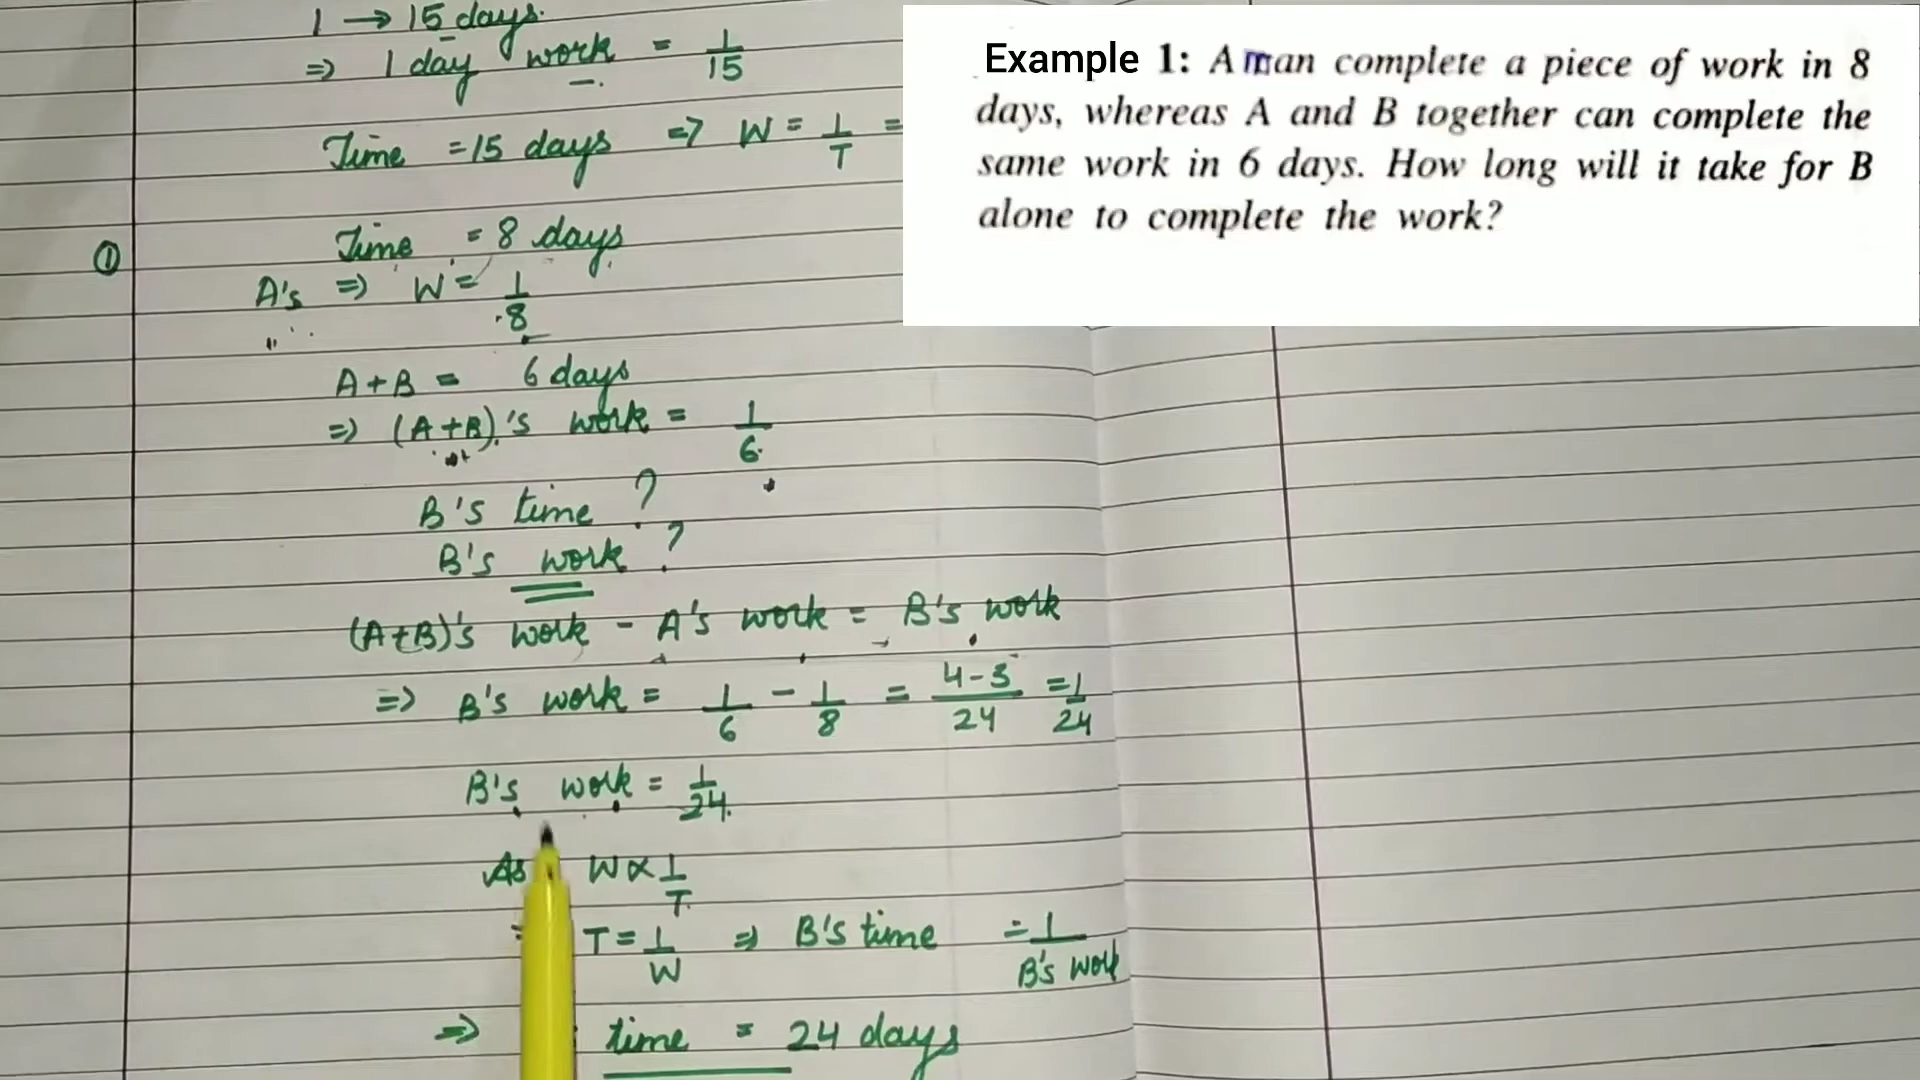 1 → 15 days.
⇒ 1 day work = 1/15
Time = 15 days ⇒ W = 1/T =
Example 1: A man complete a piece of work in 8
days, whereas A and B together can complete the
same work in 6 days. How long will it take for B
alone to complete the work?
① Time = 8 days
A's ⇒ W = 1/8
"
A+B = 6 days
⇒ (A+B)'s work = 1/6
B's time ?
B's work ?
(A+B)'s work - A's work = B's work
⇒ B's work = 1/6 - 1/8 = 4-3/24 = 1/24
B's work = 1/24
As W ∝ 1/T
T = 1/W ⇒ B's time = 1/B's work
⇒ time = 24 days